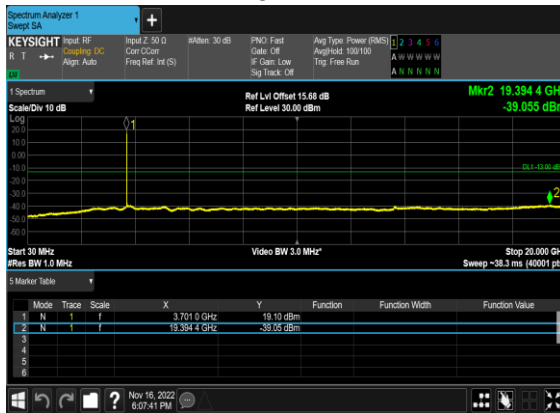 Spectrum Analyzer 1
Swept SA
+
KEYSIGHT Input: RF Input Z: 50 Ω #Atten: 30 dB PNO: Fast Avg Type: Power (RMS) 1 2 3 4 5 6
R T Coupling: DC Corr CCorr Gate: Off Avg|Hold: 100/100 A W W W W W
Align: Auto Freq Ref: Int (S) IF Gain: Low Trig: Free Run
LXI Sig Track: Off A N N N N N
1 Spectrum Ref Lvl Offset 15.68 dB Mkr2 19.394 4 GH
Scale/Div 10 dB Ref Level 30.00 dBm -39.055 dBr
Log
20.0
1
10.0
0.00
-10.0
DL1 -13.00 dB
-20.0
-30.0
2
-40.0
-50.0
-60.0
Start 30 MHz Video BW 3.0 MHz* Stop 20.000 GH
#Res BW 1.0 MHz Sweep ~38.3 ms (40001 pt
5 Marker Table
Mode Trace Scale X Y Function Function Width Function Value
1 N 1 f 3.701 0 GHz 19.10 dBm
2 N 1 f 19.394 4 GHz -39.05 dBm
3
4
5
6
? Nov 16, 2022
6:07:41 PM